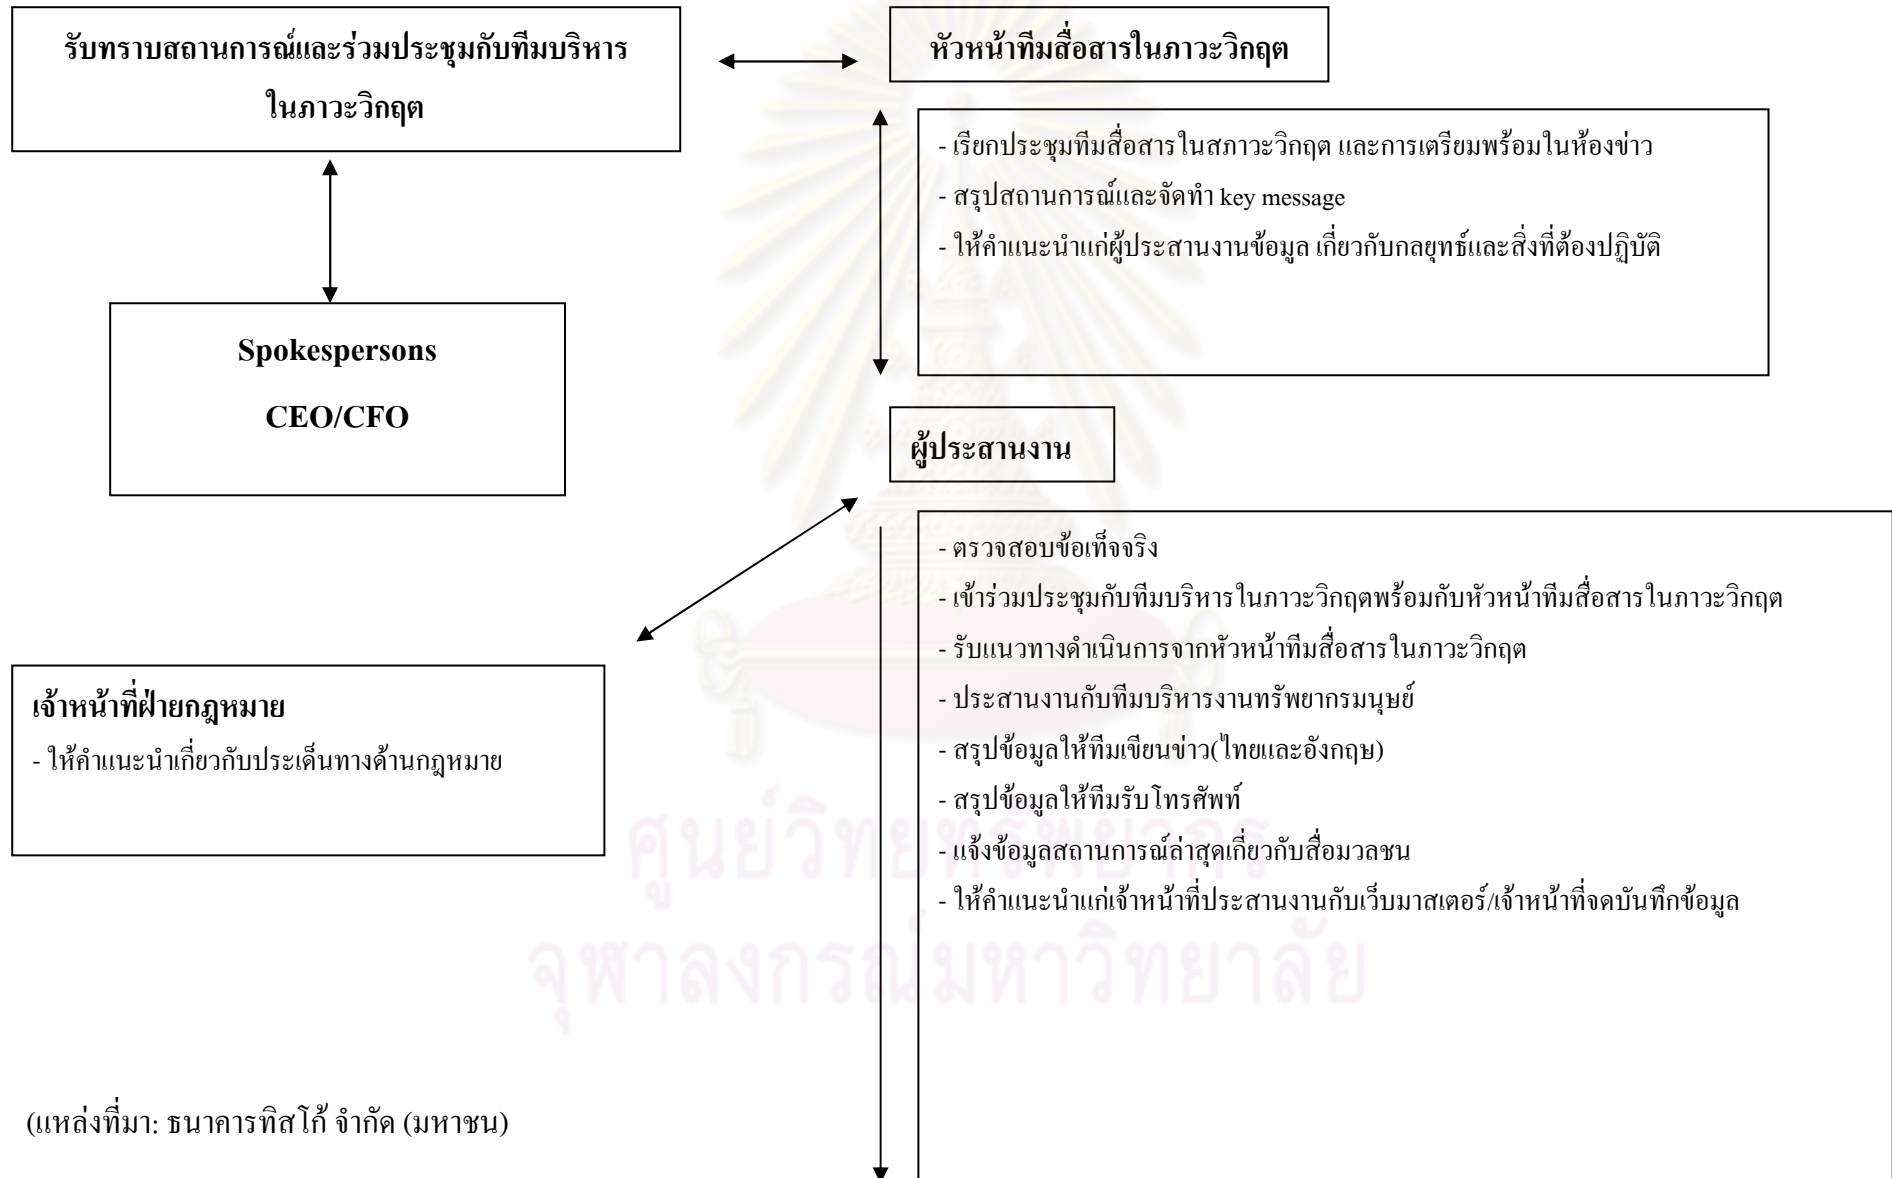 รับทราบสถานการณ์และร่วมประชุมกับทีมบริหาร
ในภาวะวิกฤต
หัวหน้าทีมสื่อสารในภาวะวิกฤต
- เรียกประชุมทีมสื่อสารในสภาวะวิกฤต และการเตรียมพร้อมในห้องข่าว
- สรุปสถานการณ์และจัดทำ key message
- ให้คำแนะนำแก่ผู้ประสานงานข้อมูล เกี่ยวกับกลยุทธ์และสิ่งที่ต้องปฏิบัติ
Spokespersons
CEO/CFO
ผู้ประสานงาน
- ตรวจสอบข้อเท็จจริง
- เข้าร่วมประชุมกับทีมบริหารในภาวะวิกฤตพร้อมกับหัวหน้าทีมสื่อสารในภาวะวิกฤต
- รับแนวทางดำเนินการจากหัวหน้าทีมสื่อสารในภาวะวิกฤต
- ประสานงานกับทีมบริหารงานทรัพยากรมนุษย์
- สรุปข้อมูลให้ทีมเขียนข่าว(ไทยและอังกฤษ)
- สรุปข้อมูลให้ทีมรับโทรศัพท์
- แจ้งข้อมูลสถานการณ์ล่าสุดเกี่ยวกับสื่อมวลชน
- ให้คำแนะนำแก่เจ้าหน้าที่ประสานงานกับเว็บมาสเตอร์/เจ้าหน้าที่จดบันทึกข้อมูล
เจ้าหน้าที่ฝ่ายกฎหมาย
- ให้คำแนะนำเกี่ยวกับประเด็นทางด้านกฎหมาย
ศูนย์วิทยทรัพยากร
จุฬาลงกรณ์มหาวิทยาลัย
(แหล่งที่มา: ธนาคารทิสโก้ จำกัด (มหาชน)